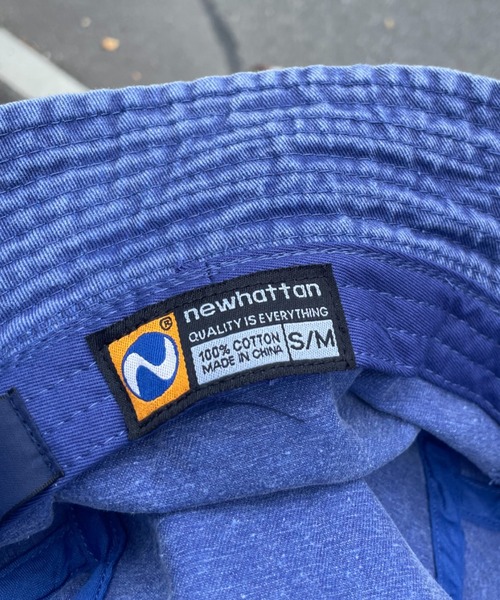 ®
newhattan
QUALITY IS EVERYTHING
100% COTTON
MADE IN CHINA
S/M